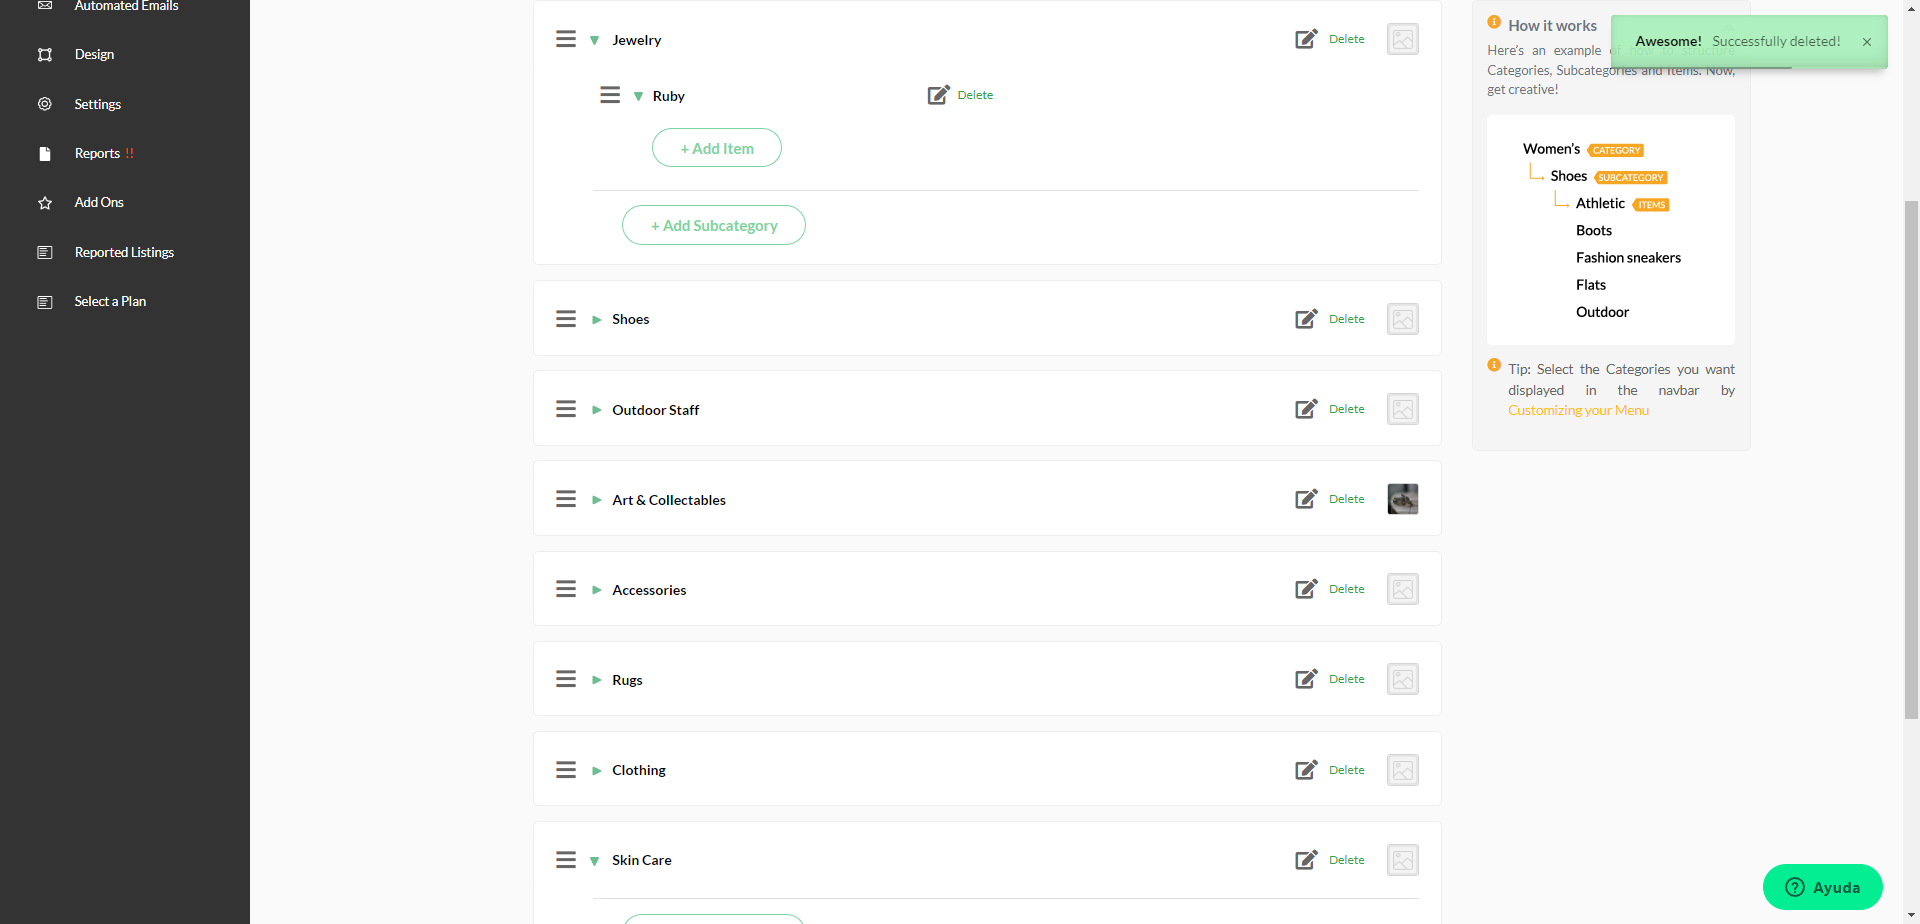 Automated Emails
Design
Settings
Reports !!
Add Ons
Reported Listings
Select a Plan
Jewelry
Delete
Ruby
Delete
+ Add Item
+ Add Subcategory
Shoes
Delete
Outdoor Staff
Delete
Art & Collectables
Delete
Accessories
Delete
Rugs
Delete
Clothing
Delete
Skin Care
Delete
How it works
Awesome! Successfully deleted! ×
Here's an example of how to structure
Categories, Subcategories and Items. Now,
get creative!
Women's CATEGORY
Shoes SUBCATEGORY
Athletic ITEMS
Boots
Fashion sneakers
Flats
Outdoor
Tip: Select the Categories you want
displayed in the navbar by
Customizing your Menu
Ayuda